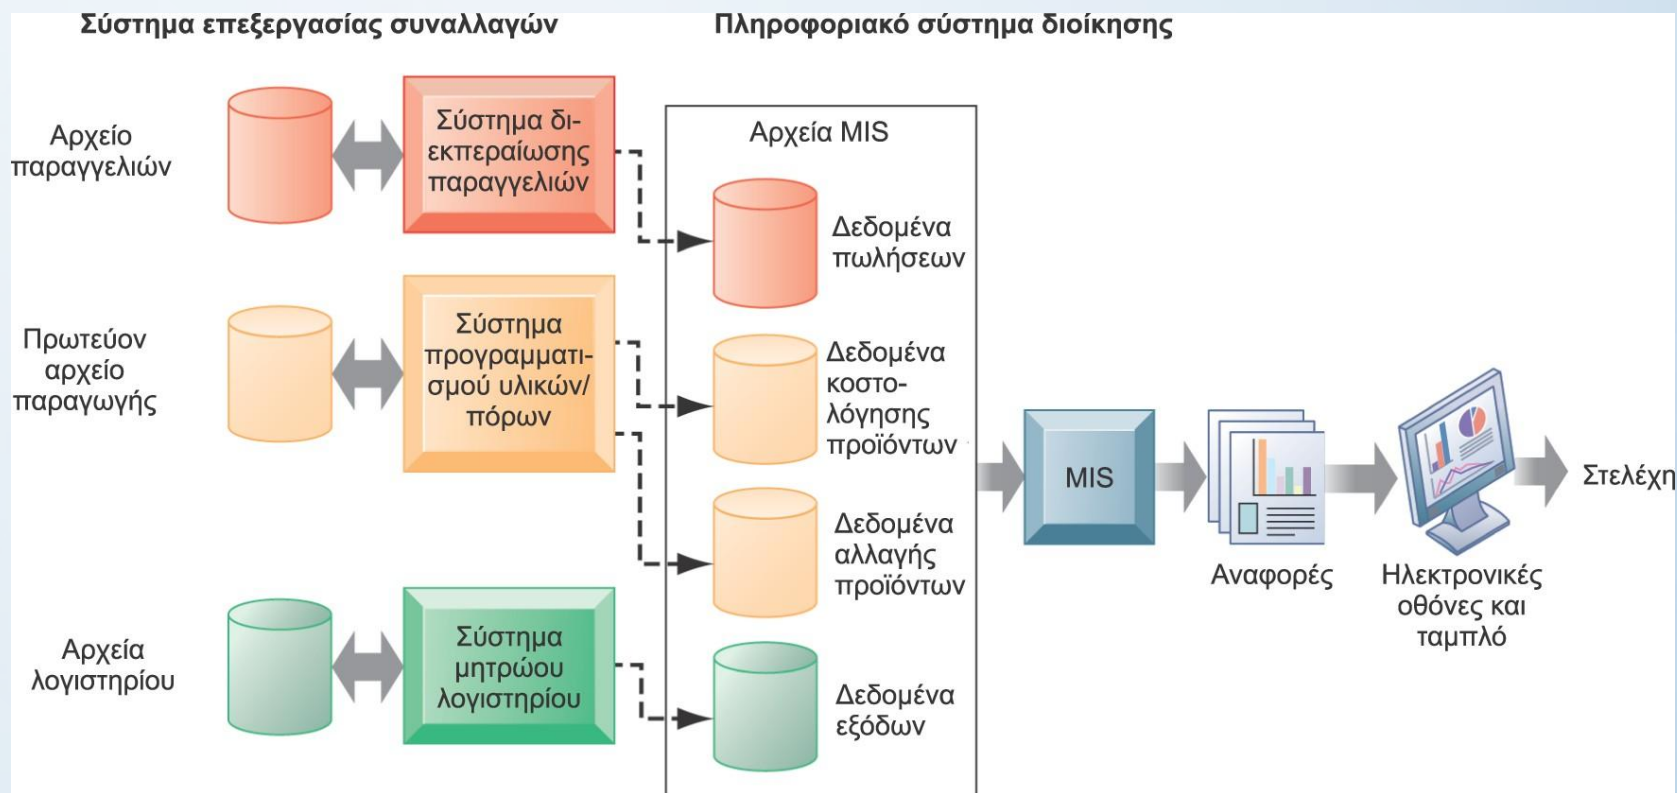 Σύστημα επεξεργασίας συναλλαγών
Πληροφοριακό σύστημα διοίκησης
Αρχείο
παραγγελιών
Σύστημα δι-
εκπεραίωσης
παραγγελιών
Αρχεία MIS
Δεδομένα
πωλήσεων
Πρωτεύον
αρχείο
παραγωγής
Σύστημα
προγραμματι-
σμού υλικών/
πόρων
Δεδομένα
κοστο-
λόγησης
προϊόντων
Δεδομένα
αλλαγής
προϊόντων
MIS
Αναφορές
Ηλεκτρονικές
οθόνες και
ταμπλό
Στελέχη
Αρχεία
λογιστηρίου
Σύστημα
μητρώου
λογιστηρίου
Δεδομένα
εξόδων